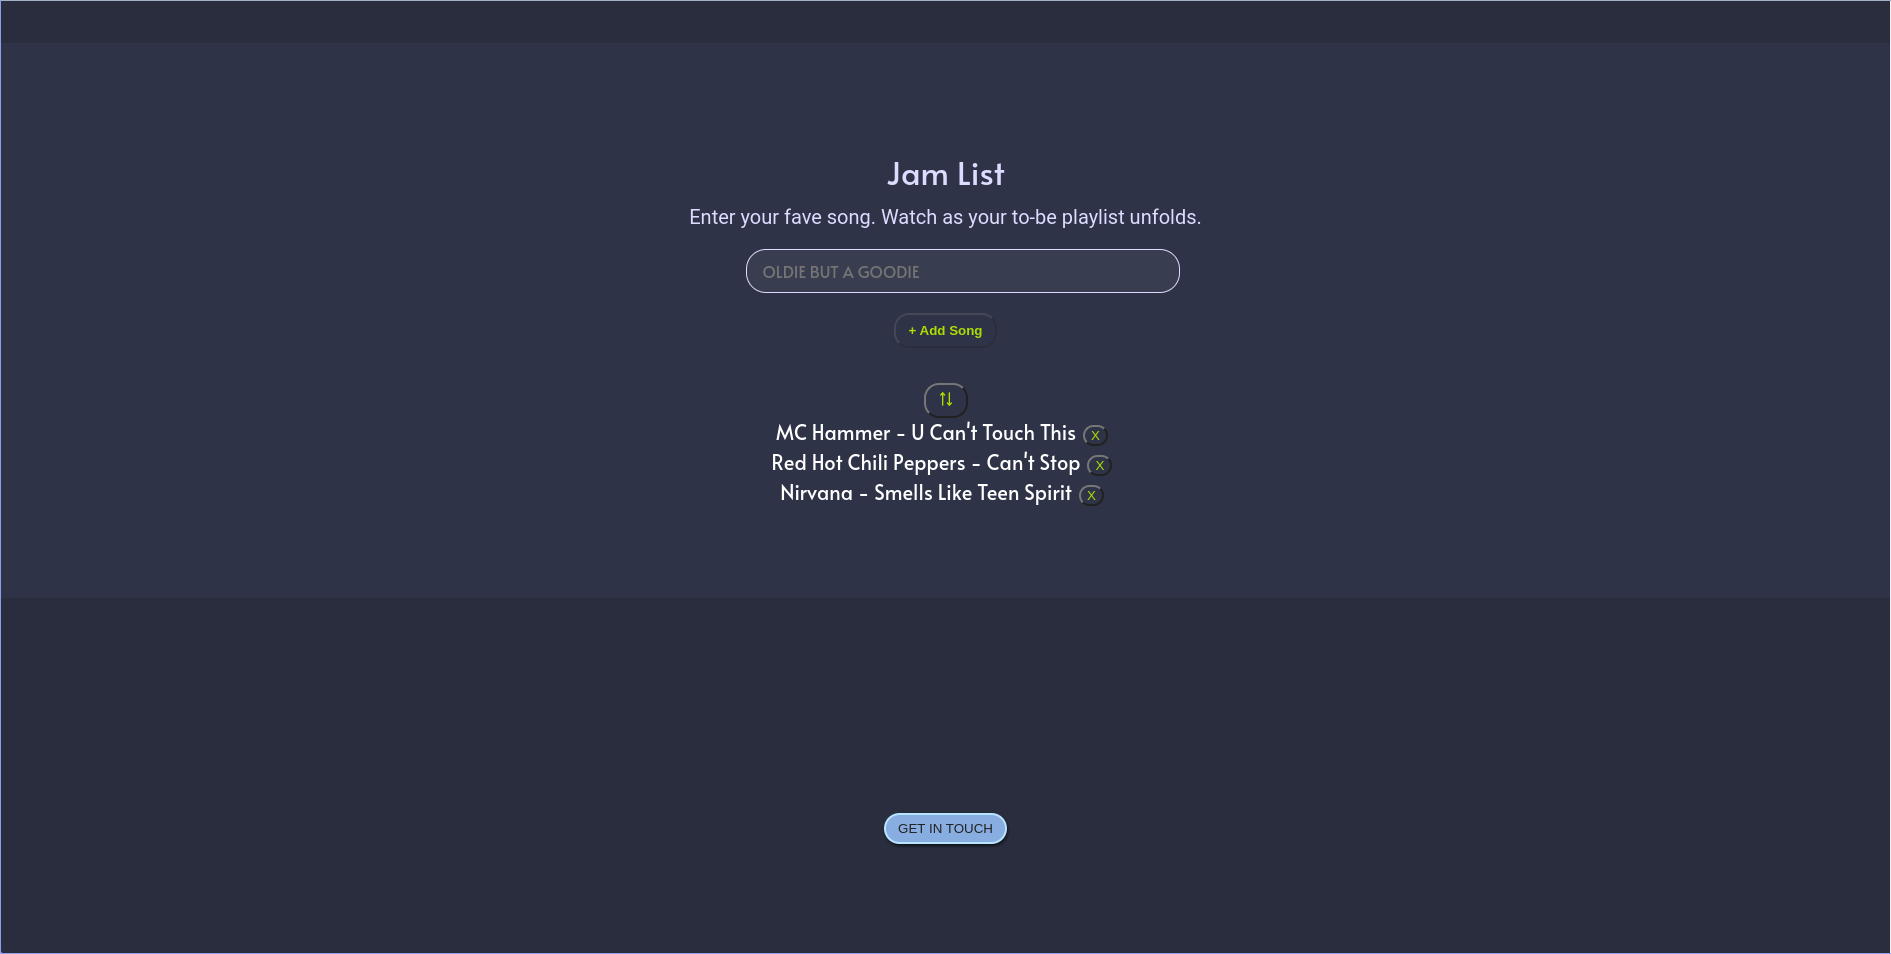 Jam List
Enter your fave song. Watch as your to-be playlist unfolds.
OLDIE BUT A GOODIE
+ Add Song
MC Hammer - U Can't Touch This X
Red Hot Chili Peppers - Can't Stop X
Nirvana - Smells Like Teen Spirit X
GET IN TOUCH